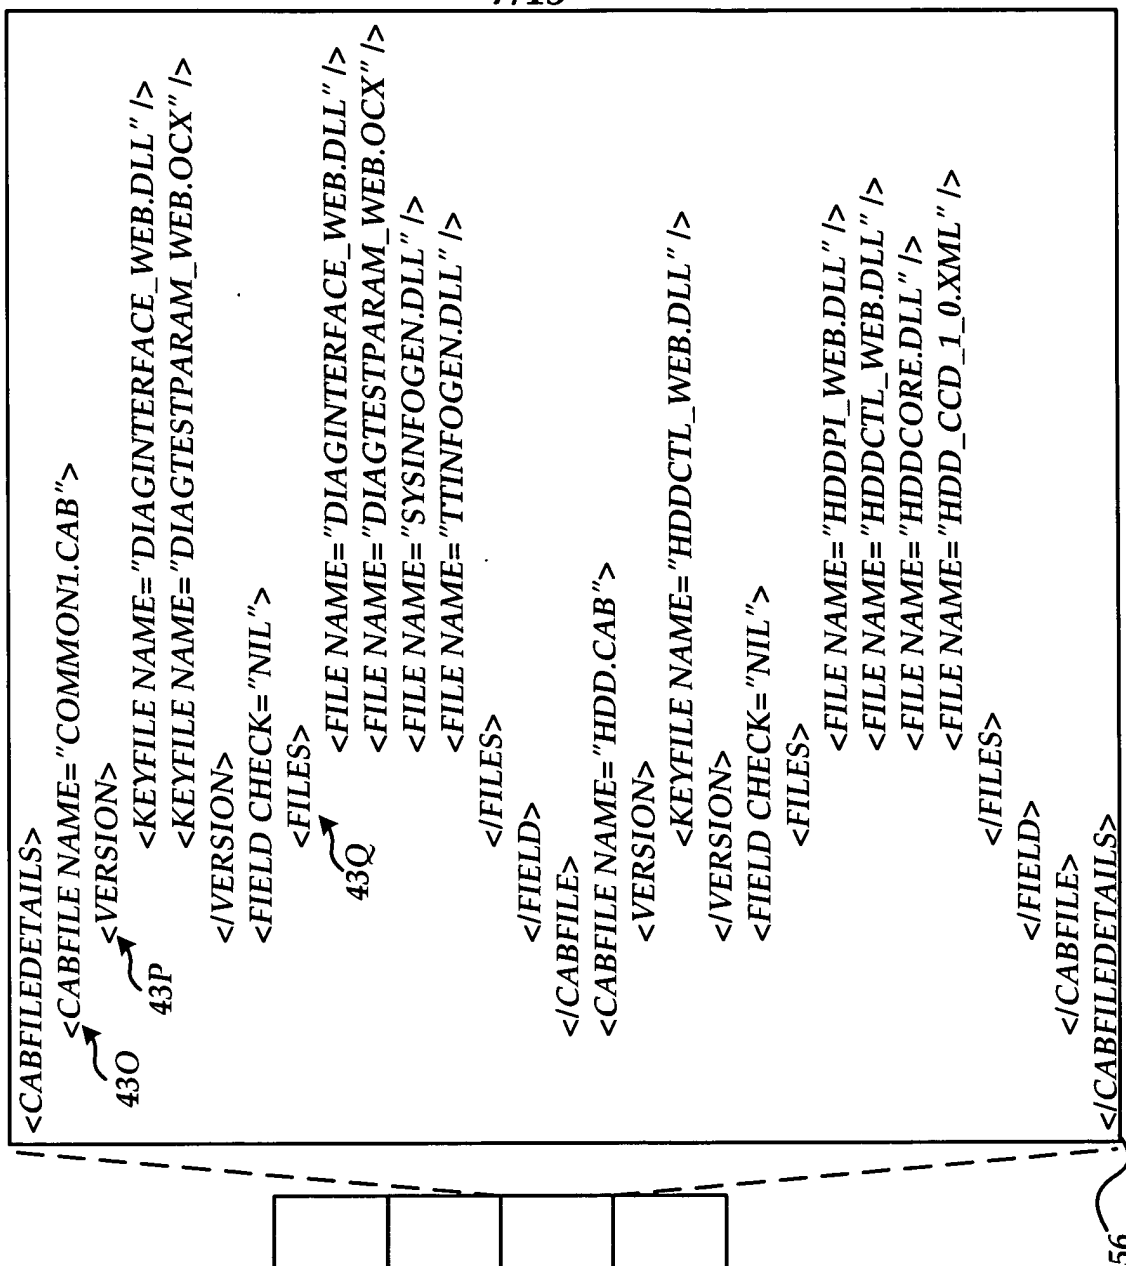 <CABFILEDETAILS>
<CABFILE NAME="COMMON1.CAB">
43O
<VERSION>
43P
<KEYFILE NAME="DIAGINTERFACE_WEB.DLL" />
<KEYFILE NAME="DIAGTESTPARAM_WEB.OCX" />
</VERSION>
<FIELD CHECK="NIL">
<FILES>
43Q
<FILE NAME="DIAGINTERFACE_WEB.DLL" />
<FILE NAME="DIAGTESTPARAM_WEB.OCX" />
<FILE NAME="SYSINFOGEN.DLL" />
<FILE NAME="TTINFOGEN.DLL" />
</FILES>
</FIELD>
</CABFILE>
<CABFILE NAME="HDD.CAB">
<VERSION>
<KEYFILE NAME="HDDCTL_WEB.DLL" />
</VERSION>
<FIELD CHECK="NIL">
<FILES>
<FILE NAME="HDDPI_WEB.DLL" />
<FILE NAME="HDDCTL_WEB.DLL" />
<FILE NAME="HDDCORE.DLL" />
<FILE NAME="HDD_CCD_1_0.XML" />
</FILES>
</FIELD>
</CABFILE>
</CABFILEDETAILS>
56